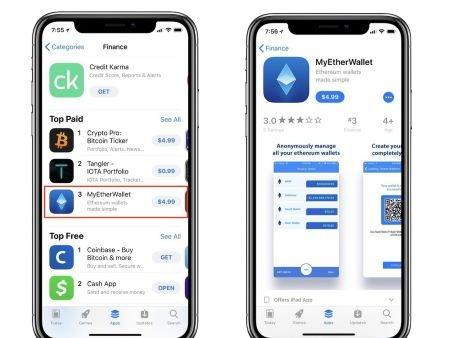 7:55
Categories
Finance
ck
Credit Karma
Credit Score, Reports & Alerts
GET
Top Paid
See All
1
Crypto Pro:
Bitcoin Ticker
Portfolio, Alerts, News...
$4.99
2
Tangler -
IOTA Portfolio
IOTA Portfolio, Tracker...
$0.99
3
MyEtherWallet
Ethereum wallets
made simple
$4.99
Top Free
See All
1
Coinbase - Buy
Bitcoin & more
Buy and sell. Secure w...
GET
2
Cash App
Send and receive money
OPEN
Today
Games
Apps
Updates
Search
7:56
Finance
MyEtherWallet
Ethereum wallets
made simple
$4.99
3.0
#3
4+
Finance
Age
Anonymously manage
all your ethereum wallets
Create your
completely
Offers iPad App
Today
Games
Apps
Updates
Search